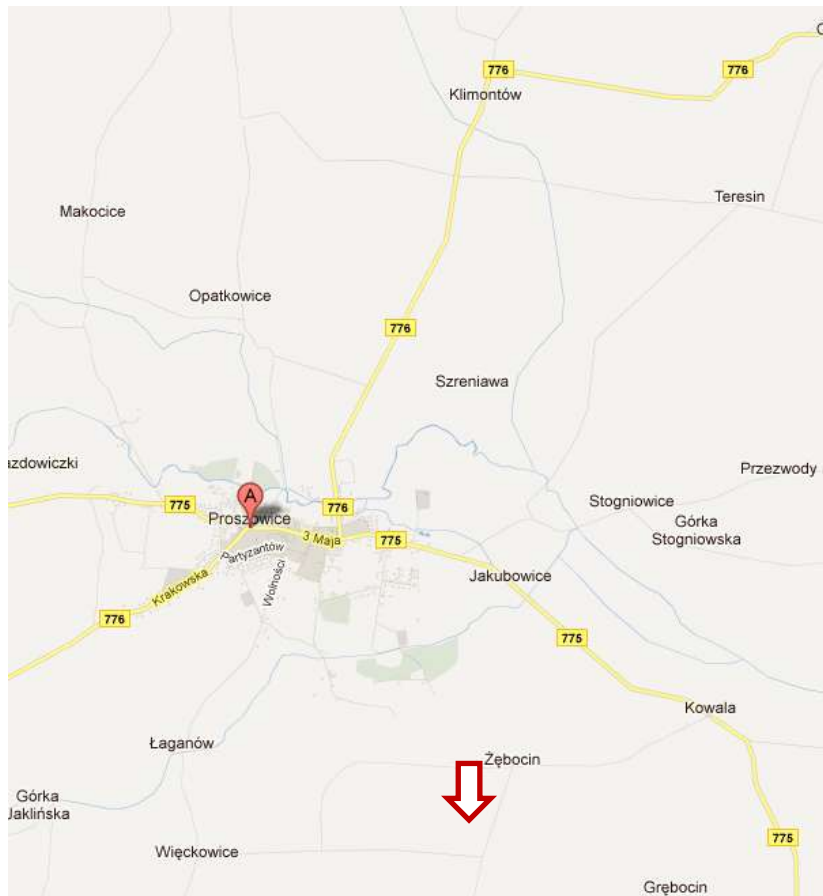 776
776
Klimontów
Teresin
Makocice
Opatkowice
776
Szreniawa
azdowiczki
Przezwody
775
A
776
Stogniowice
Proszowice
Górka
Stogniowska
3 Maja
775
Partyzantów
Jakubowice
Krakowska
Wolności
776
775
Kowala
Łaganów
Żębocin
Górka
Jaklińska
775
Więckowice
Grębocin